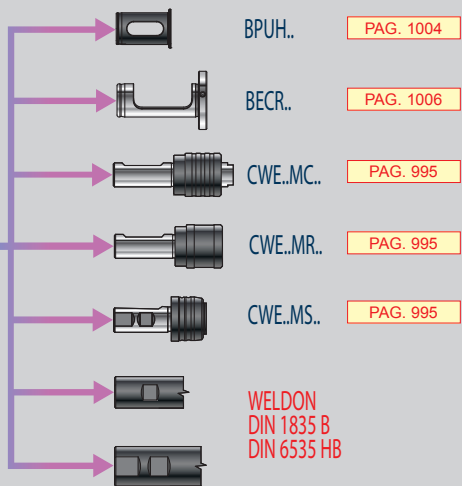 BPUH.. PAG. 1004
BECR.. PAG. 1006
CWE..MC.. PAG. 995
CWE..MR.. PAG. 995
CWE..MS.. PAG. 995
WELDON
DIN 1835 B
DIN 6535 HB